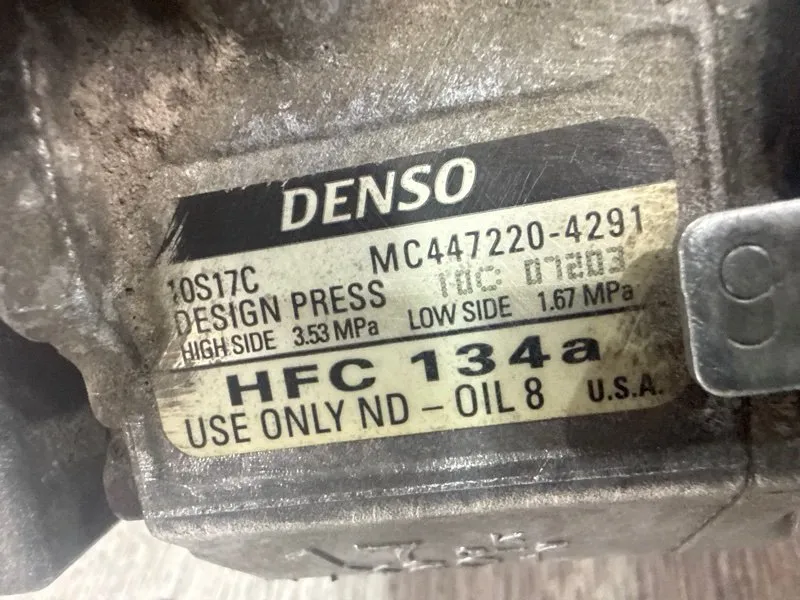 DENSO
10S17C MC447220-4291
DESIGN PRESS 10C 07203
HIGH SIDE 3.53 MPa LOW SIDE 1.67 MPa
HFC 134a
USE ONLY ND - OIL 8 U.S.A.
9